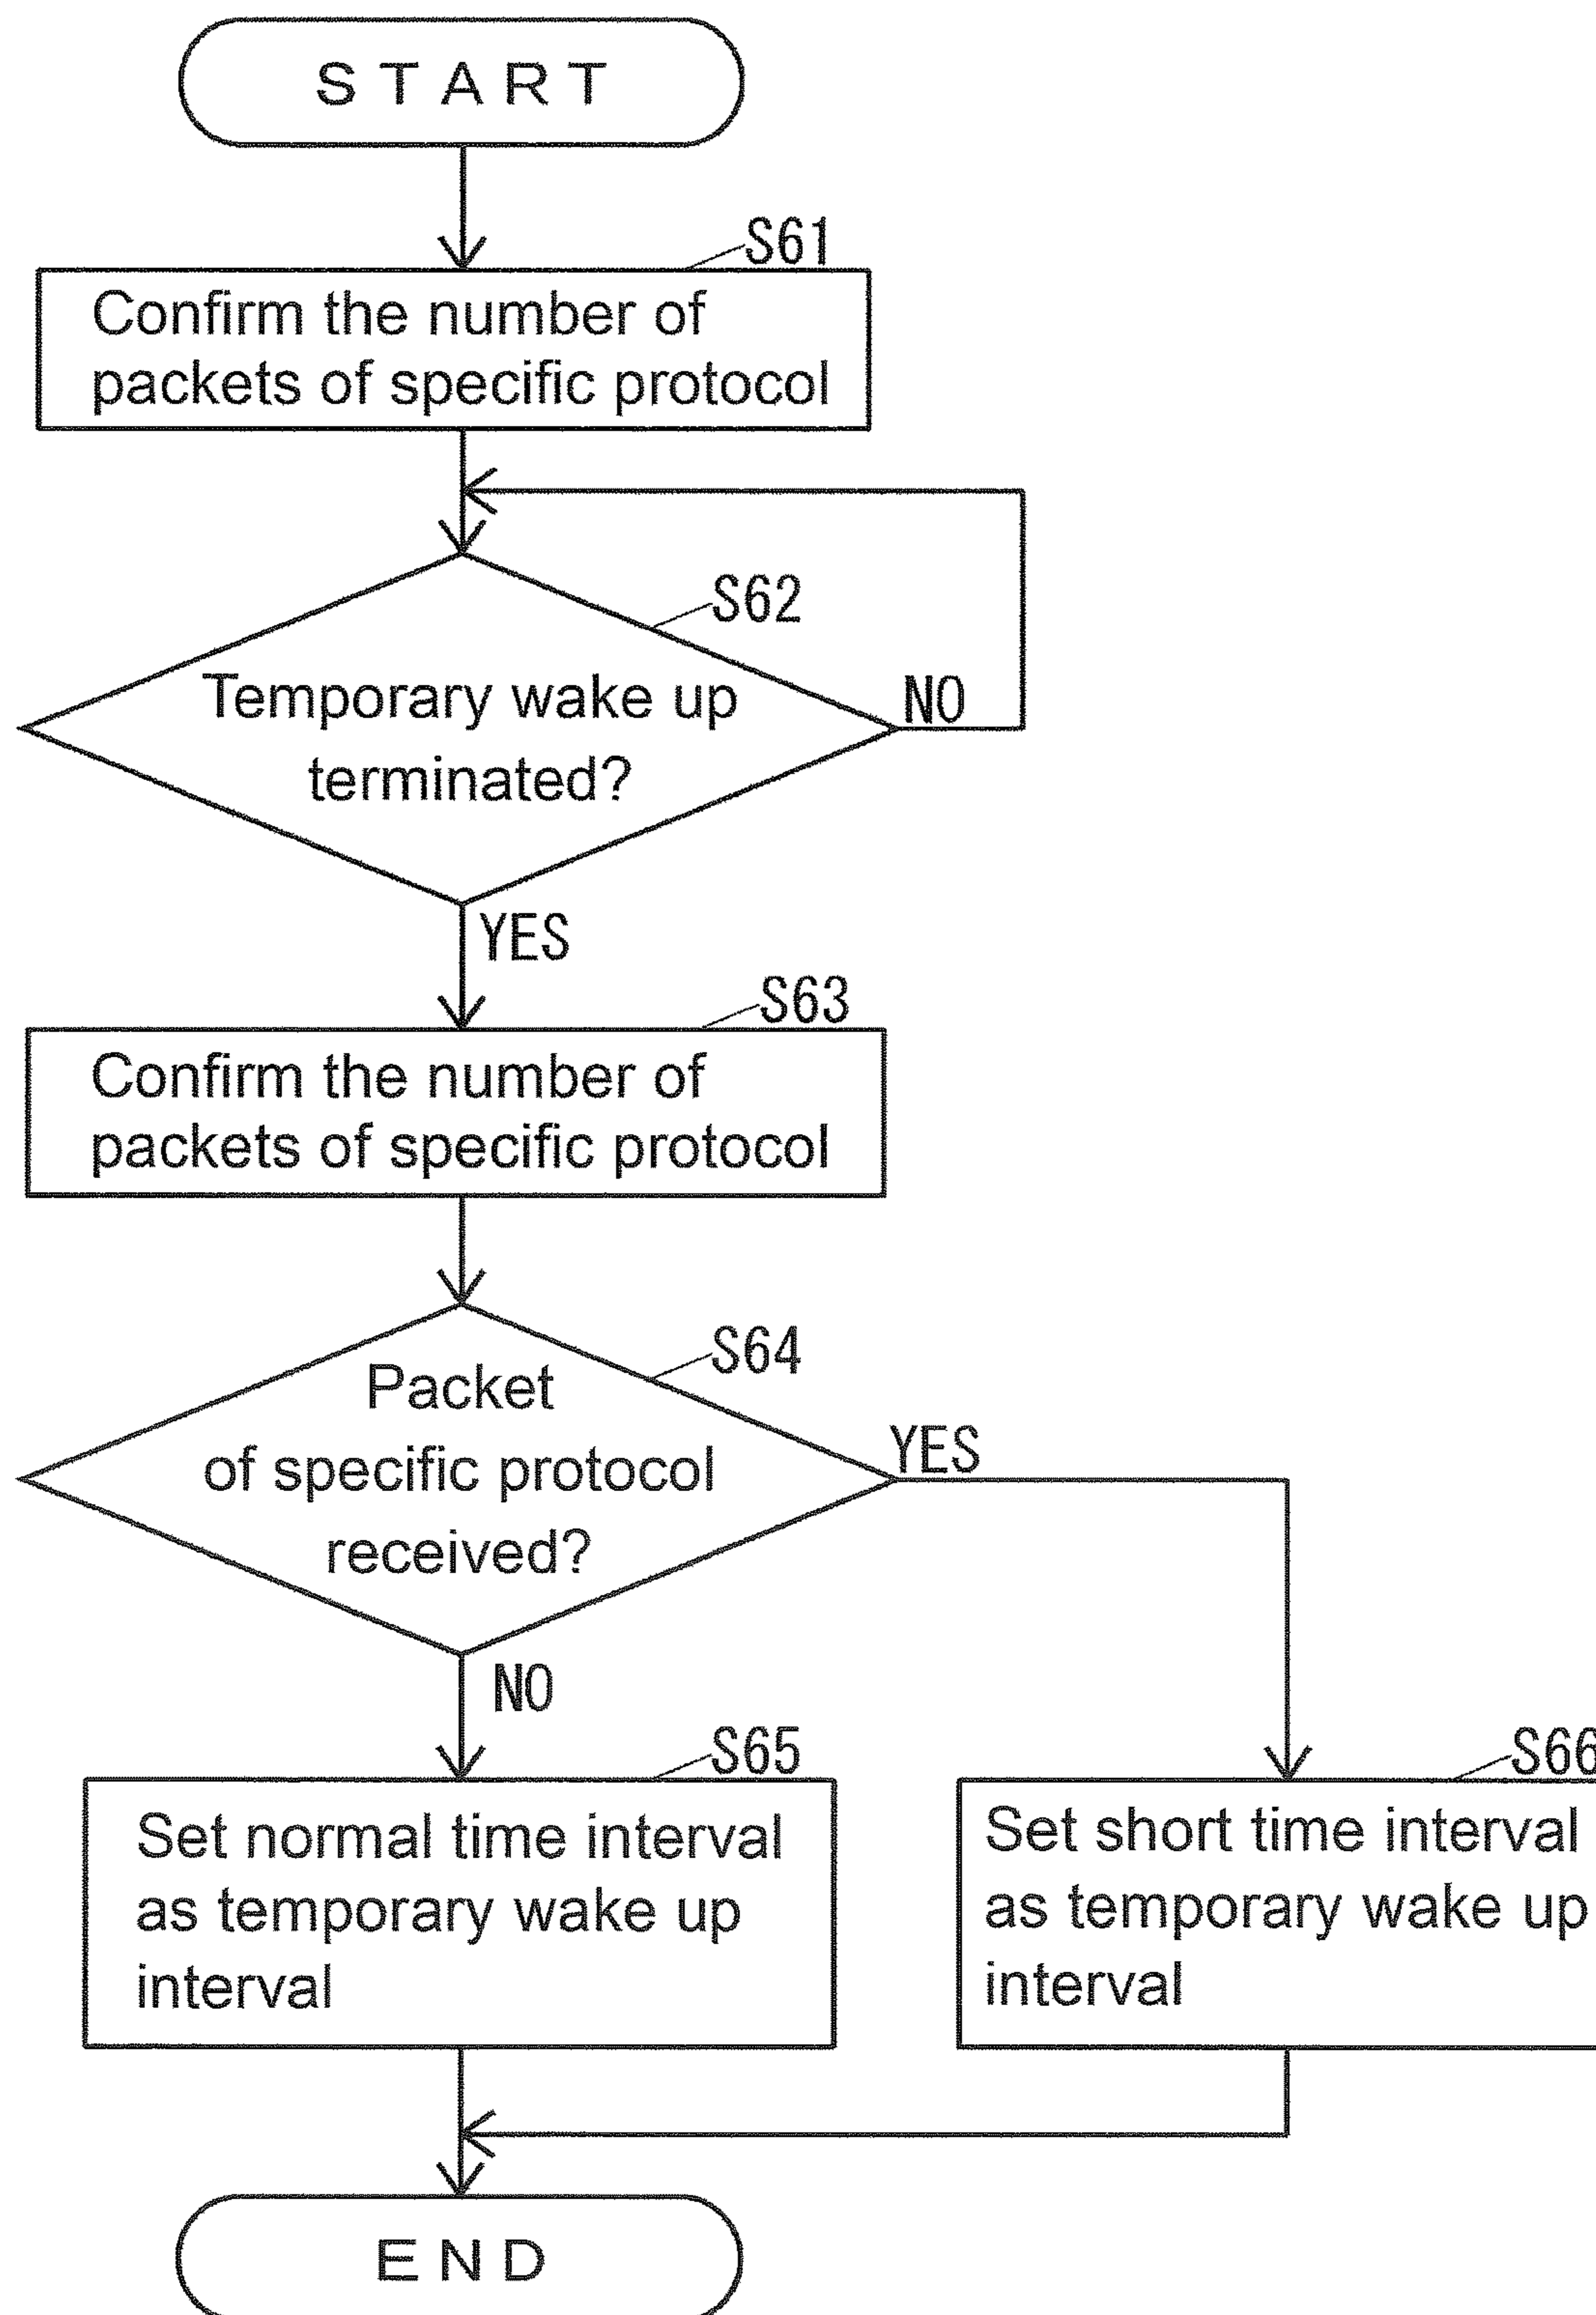 START
S61
Confirm the number of
packets of specific protocol
S62
Temporary wake up
terminated?
NO
YES
S63
Confirm the number of
packets of specific protocol
S64
Packet
of specific protocol
received?
YES
NO
S65
Set normal time interval
as temporary wake up
interval
S66
Set short time interval
as temporary wake up
interval
END